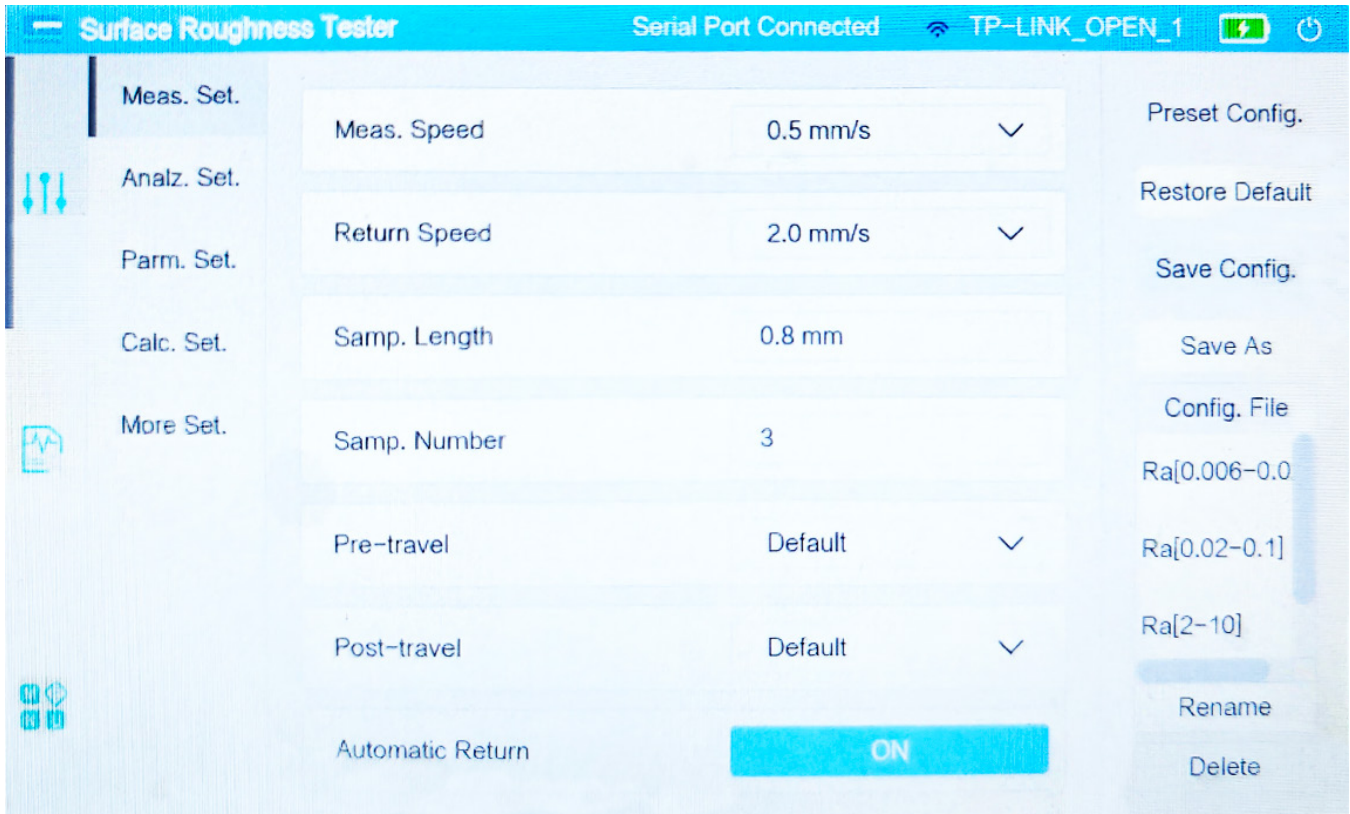 Surface Roughness Tester Serial Port Connected TP-LINK_OPEN_1
Meas. Set.
Analz. Set.
Parm. Set.
Calc. Set.
More Set.
Meas. Speed 0.5 mm/s
Return Speed 2.0 mm/s
Samp. Length 0.8 mm
Samp. Number 3
Pre-travel Default
Post-travel Default
Automatic Return ON
Preset Config.
Restore Default
Save Config.
Save As
Config. File
Ra[0.006-0.0
Ra[0.02-0.1]
Ra[2-10]
Rename
Delete